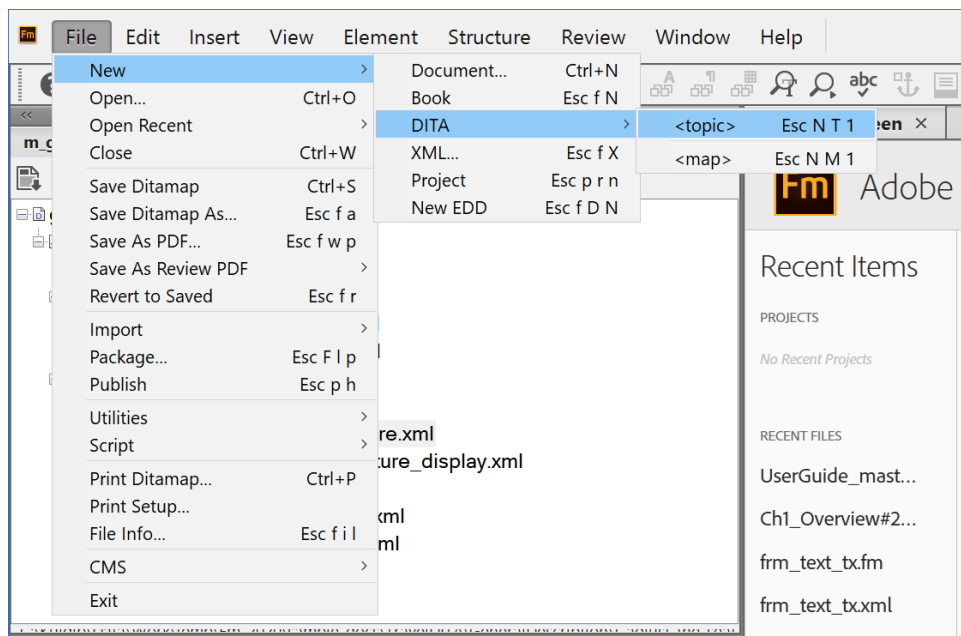 Fm File Edit Insert View Element Structure Review Window Help
New
Open... Ctrl+O
Open Recent
Close Ctrl+W
Save Ditamap Ctrl+S
Save Ditamap As... Esc f a
Save As PDF... Esc f w p
Save As Review PDF
Revert to Saved Esc f r
Import
Package... Esc F l p
Publish Esc p h
Utilities
Script
Print Ditamap... Ctrl+P
Print Setup...
File Info... Esc f i l
CMS
Exit
Document... Ctrl+N
Book Esc f N
DITA
XML... Esc f X
Project Esc p r n
New EDD Esc f D N
<topic> Esc N T 1
<map> Esc N M 1
abc
een ×
m_g
re.xml
ture_display.xml
xml
ml
Fm Adobe
Recent Items
PROJECTS
No Recent Projects
RECENT FILES
UserGuide_mast...
Ch1_Overview#2...
frm_text_tx.fm
frm_text_tx.xml